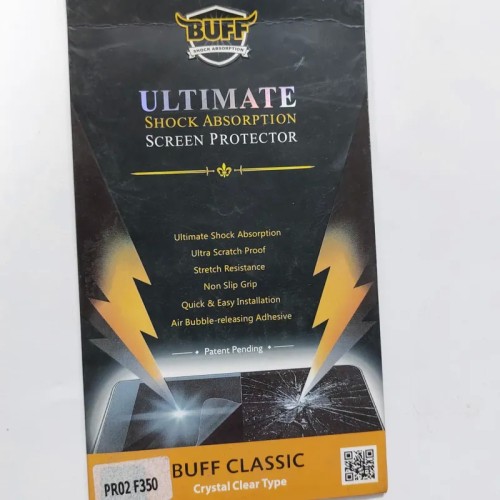 BUFF
SHOCK ABSORPTION
ULTIMATE
SHOCK ABSORPTION
SCREEN PROTECTOR
Ultimate Shock Absorption
Ultra Scratch Proof
Stretch Resistance
Non Slip Grip
Quick & Easy Installation
Air Bubble-releasing Adhesive
Patent Pending
BUFF CLASSIC
Crystal Clear Type
PRO2 F350